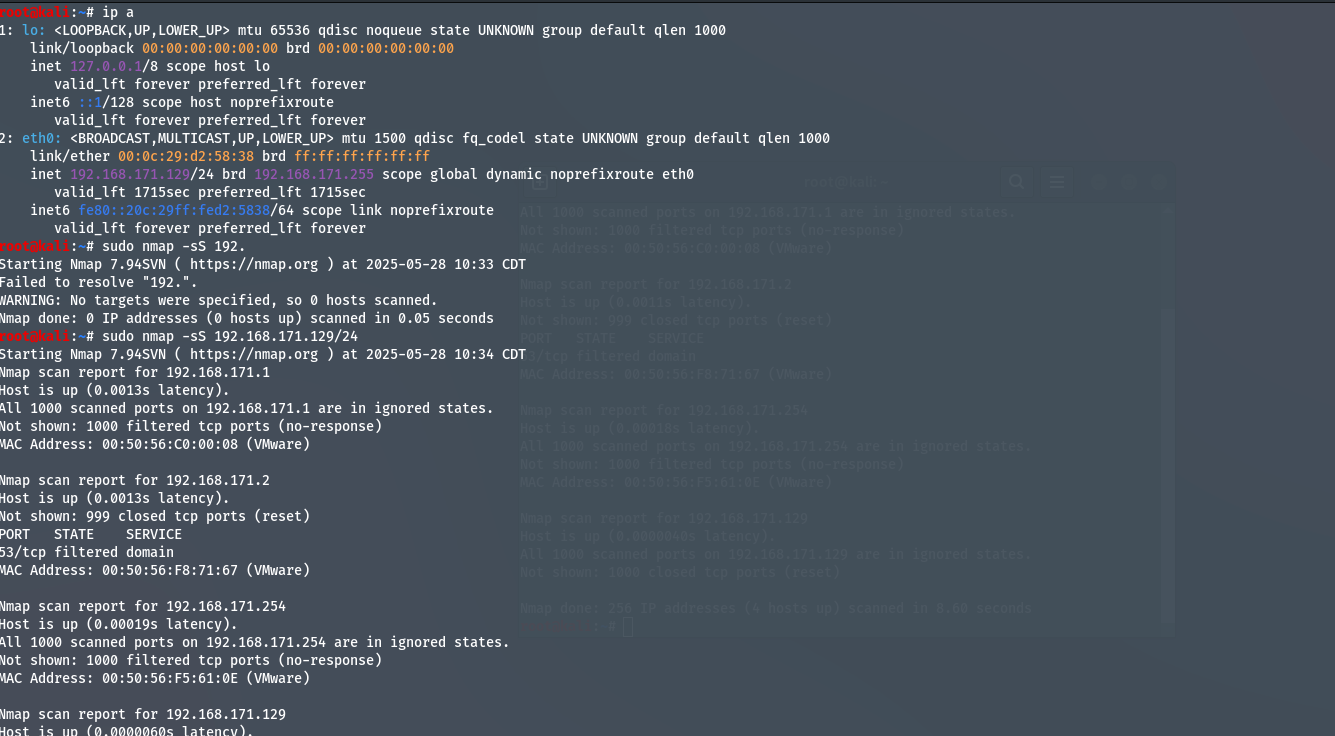 root@kali:~# ip a
1: lo: <LOOPBACK,UP,LOWER_UP> mtu 65536 qdisc noqueue state UNKNOWN group default qlen 1000
    link/loopback 00:00:00:00:00:00 brd 00:00:00:00:00:00
    inet 127.0.0.1/8 scope host lo
       valid_lft forever preferred_lft forever
    inet6 ::1/128 scope host noprefixroute
       valid_lft forever preferred_lft forever
2: eth0: <BROADCAST,MULTICAST,UP,LOWER_UP> mtu 1500 qdisc fq_codel state UNKNOWN group default qlen 1000
    link/ether 00:0c:29:d2:58:38 brd ff:ff:ff:ff:ff:ff
    inet 192.168.171.129/24 brd 192.168.171.255 scope global dynamic noprefixroute eth0
       valid_lft 1715sec preferred_lft 1715sec
    inet6 fe80::20c:29ff:fed2:5838/64 scope link noprefixroute
       valid_lft forever preferred_lft forever
root@kali:~# sudo nmap -sS 192.
Starting Nmap 7.94SVN ( https://nmap.org ) at 2025-05-28 10:33 CDT
Failed to resolve "192.".
WARNING: No targets were specified, so 0 hosts scanned.
Nmap done: 0 IP addresses (0 hosts up) scanned in 0.05 seconds
root@kali:~# sudo nmap -sS 192.168.171.129/24
Starting Nmap 7.94SVN ( https://nmap.org ) at 2025-05-28 10:34 CDT
Nmap scan report for 192.168.171.1
Host is up (0.0013s latency).
All 1000 scanned ports on 192.168.171.1 are in ignored states.
Not shown: 1000 filtered tcp ports (no-response)
MAC Address: 00:50:56:C0:00:08 (VMware)

Nmap scan report for 192.168.171.2
Host is up (0.0013s latency).
Not shown: 999 closed tcp ports (reset)
PORT   STATE    SERVICE
53/tcp filtered domain
MAC Address: 00:50:56:F8:71:67 (VMware)

Nmap scan report for 192.168.171.254
Host is up (0.00019s latency).
All 1000 scanned ports on 192.168.171.254 are in ignored states.
Not shown: 1000 filtered tcp ports (no-response)
MAC Address: 00:50:56:F5:61:0E (VMware)

Nmap scan report for 192.168.171.129
Host is up (0.0000060s latency).
root@kali:~
All 1000 scanned ports on 192.168.171.1 are in ignored states.
Not shown: 1000 filtered tcp ports (no-response)
MAC Address: 00:50:56:C0:00:08 (VMware)

Nmap scan report for 192.168.171.2
Host is up (0.0011s latency).
Not shown: 999 closed tcp ports (reset)
PORT   STATE    SERVICE
53/tcp filtered domain
MAC Address: 00:50:56:F8:71:67 (VMware)

Nmap scan report for 192.168.171.254
Host is up (0.00018s latency).
All 1000 scanned ports on 192.168.171.254 are in ignored states.
Not shown: 1000 filtered tcp ports (no-response)
MAC Address: 00:50:56:F5:61:0E (VMware)

Nmap scan report for 192.168.171.129
Host is up (0.0000040s latency).
All 1000 scanned ports on 192.168.171.129 are in ignored states.
Not shown: 1000 closed tcp ports (reset)

Nmap done: 256 IP addresses (4 hosts up) scanned in 8.60 seconds
:~#